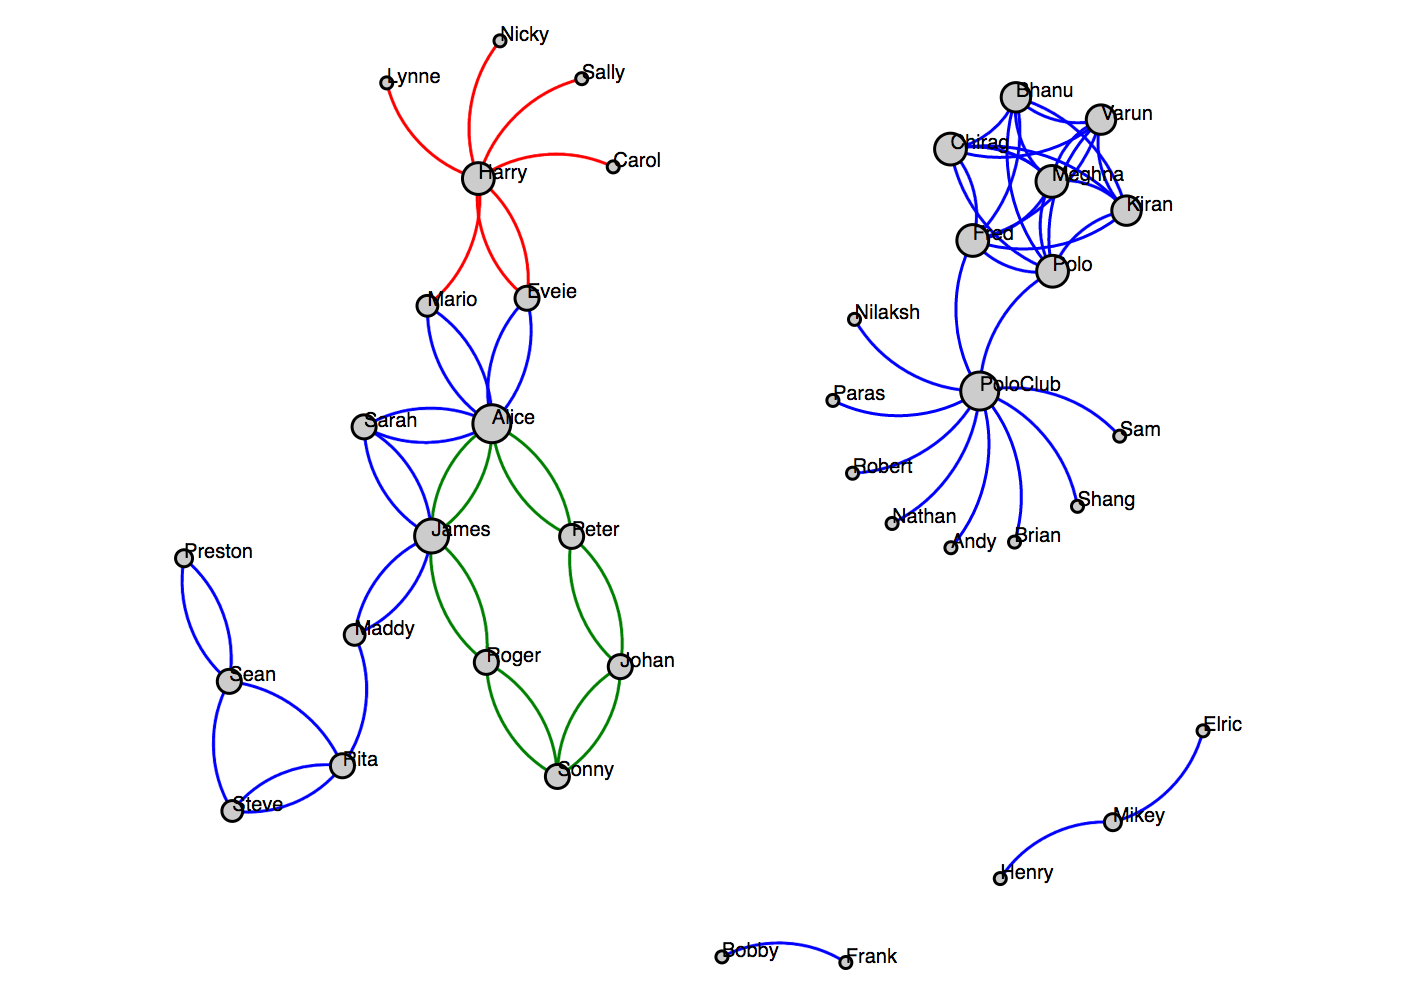 Nicky
Lynne
Sally
Bhanu
Varun
Chirag
Carol
Harry
Meghna
Kiran
Fred
Polo
Eveie
Mario
Nilaksh
PoloClub
Paras
Alice
Sarah
Sam
Robert
Shang
Nathan
James
Peter
Brian
Andy
Preston
Maddy
Roger
Johan
Sean
Elric
Rita
Sonny
Steve
Mikey
Henry
Bobby
Frank